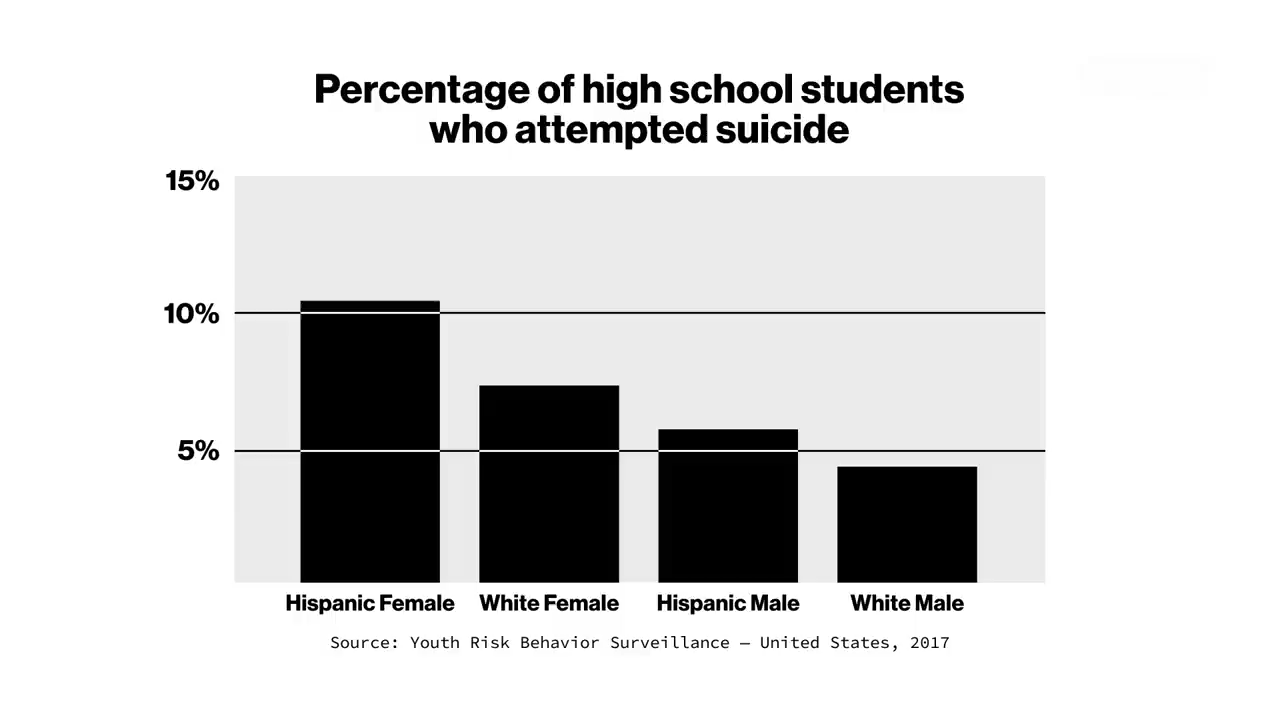 Percentage of high school students
who attempted suicide
15%
10%
5%
Hispanic Female White Female Hispanic Male White Male
Source: Youth Risk Behavior Surveillance — United States, 2017